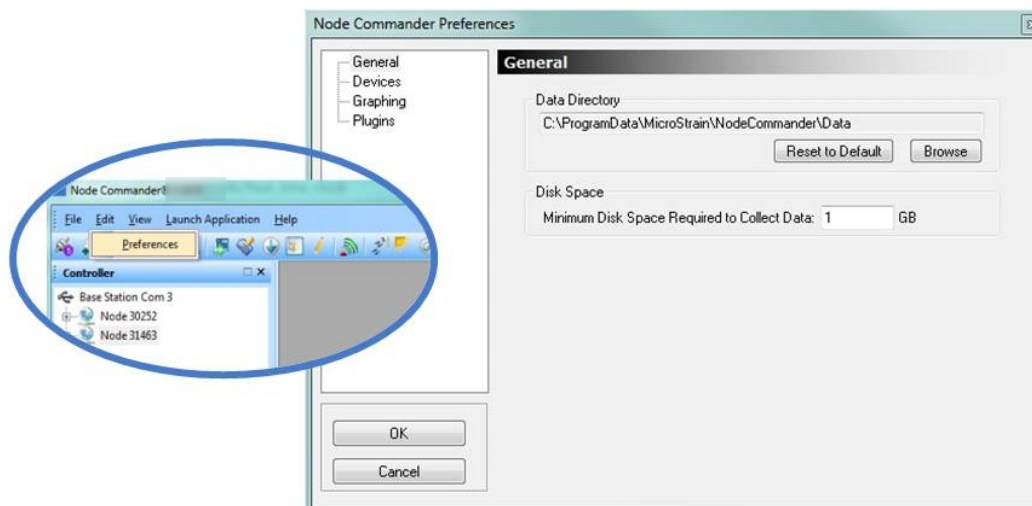 Node Commander Preferences
General
Devices
Graphing
Plugins
General
Data Directory
C:\ProgramData\MicroStrain\NodeCommander\Data
Reset to Default
Browse
Disk Space
Minimum Disk Space Required to Collect Data: 1 GB
OK
Cancel
Node Commander®
File Edit View Launch Application Help
Preferences
Controller
Base Station Com 3
Node 30252
Node 31463